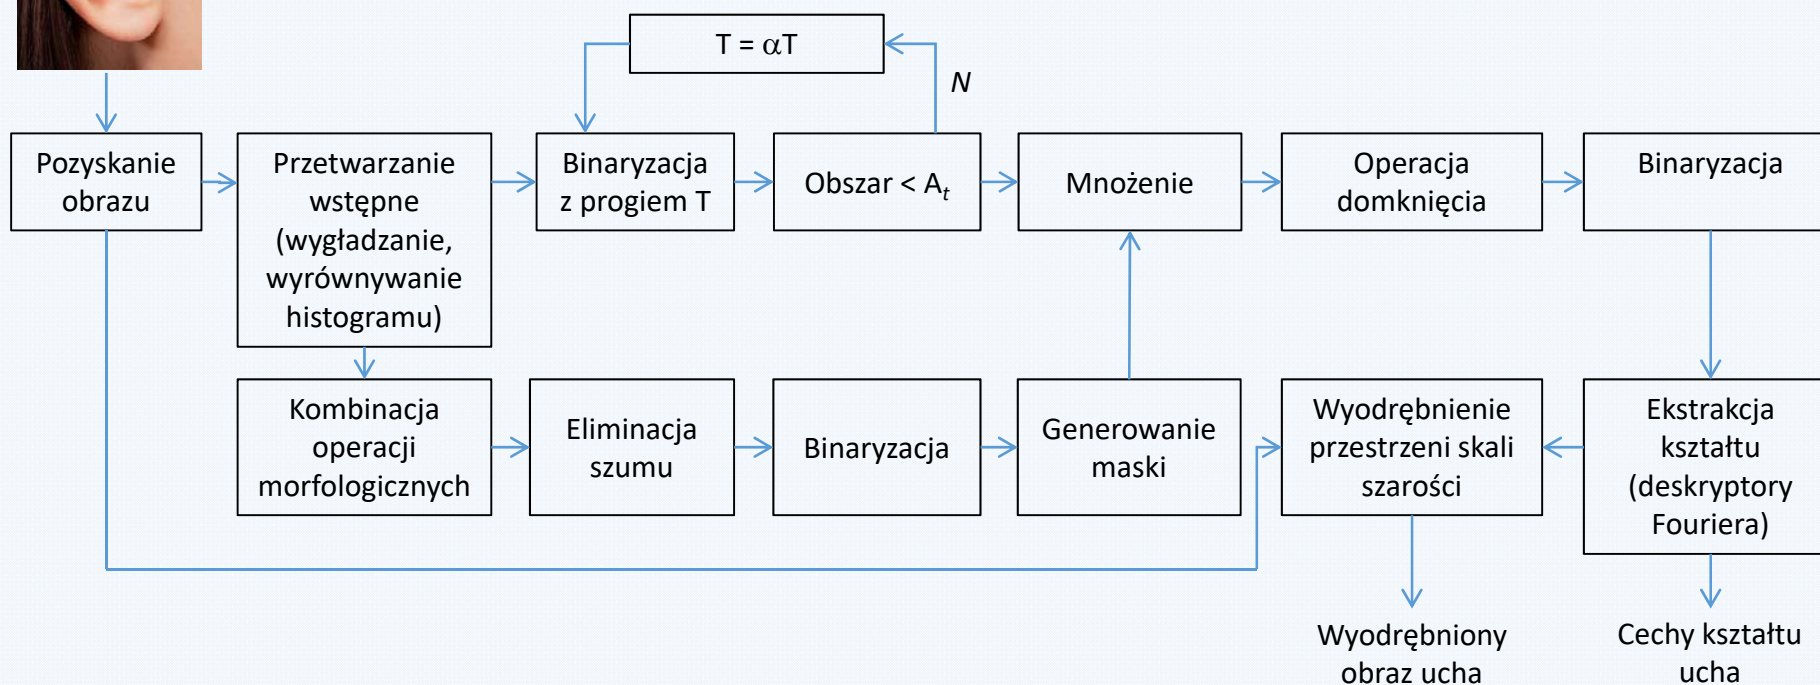 T = αT
N
Pozyskanie
obrazu
Przetwarzanie
wstępne
(wygładzanie,
wyrównywanie
histogramu)
Binaryzacja
z progiem T
Obszar < Aₜ
Mnożenie
Operacja
domknięcia
Binaryzacja
Kombinacja
operacji
morfologicznych
Eliminacja
szumu
Binaryzacja
Generowanie
maski
Wyodrębnienie
przestrzeni skali
szarości
Ekstrakcja
kształtu
(deskryptory
Fouriera)
Wyodrębniony
obraz ucha
Cechy kształtu
ucha